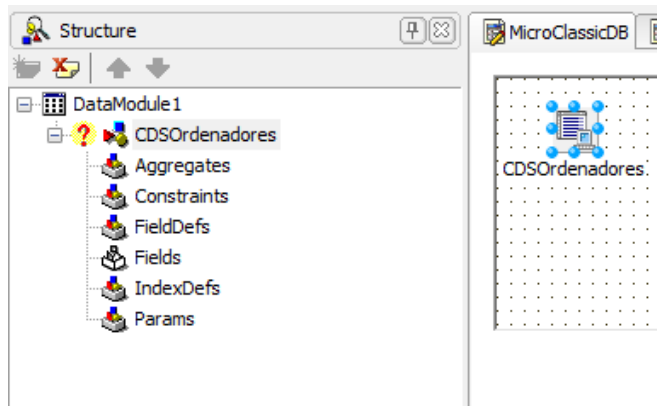 Structure
MicroClassicDB
DataModule1
CDSOrdenadores
Aggregates
Constraints
FieldDefs
Fields
IndexDefs
Params
CDSOrdenadores